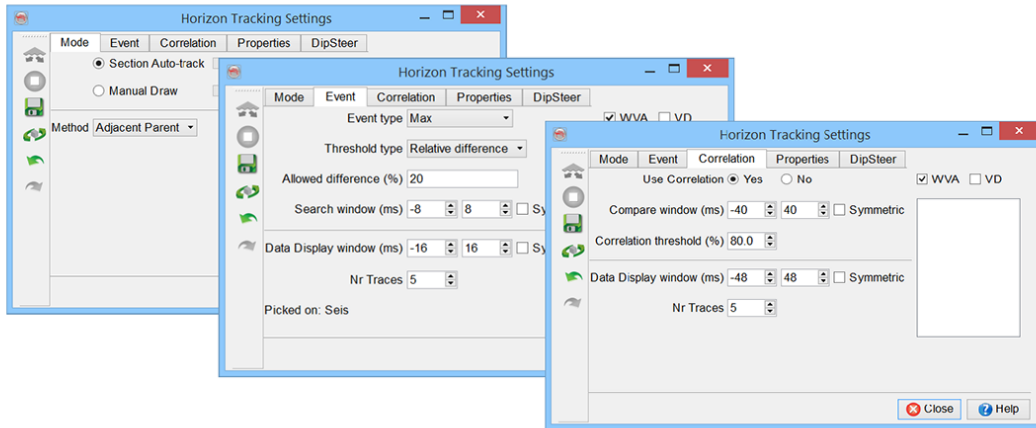 Horizon Tracking Settings
Mode Event Correlation Properties DipSteer
Section Auto-track
Manual Draw
Method Adjacent Parent
Horizon Tracking Settings
Mode Event Correlation Properties DipSteer
Event type Max WVA VD
Threshold type Relative difference
Allowed difference (%) 20
Search window (ms) -8 8 Sy
Data Display window (ms) -16 16 Sy
Nr Traces 5
Picked on: Seis
Horizon Tracking Settings
Mode Event Correlation Properties DipSteer
Use Correlation Yes No WVA VD
Compare window (ms) -40 40 Symmetric
Correlation threshold (%) 80.0
Data Display window (ms) -48 48 Symmetric
Nr Traces 5
Close Help